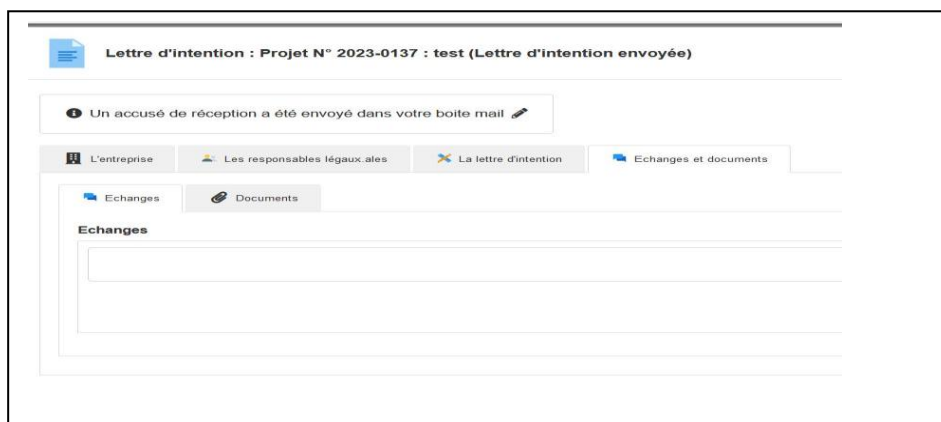 Lettre d'intention : Projet N° 2023-0137 : test (Lettre d'intention envoyée)
Un accusé de réception a été envoyé dans votre boite mail
L'entreprise Les responsables légaux.ales La lettre d'intention Echanges et documents
Echanges Documents
Echanges